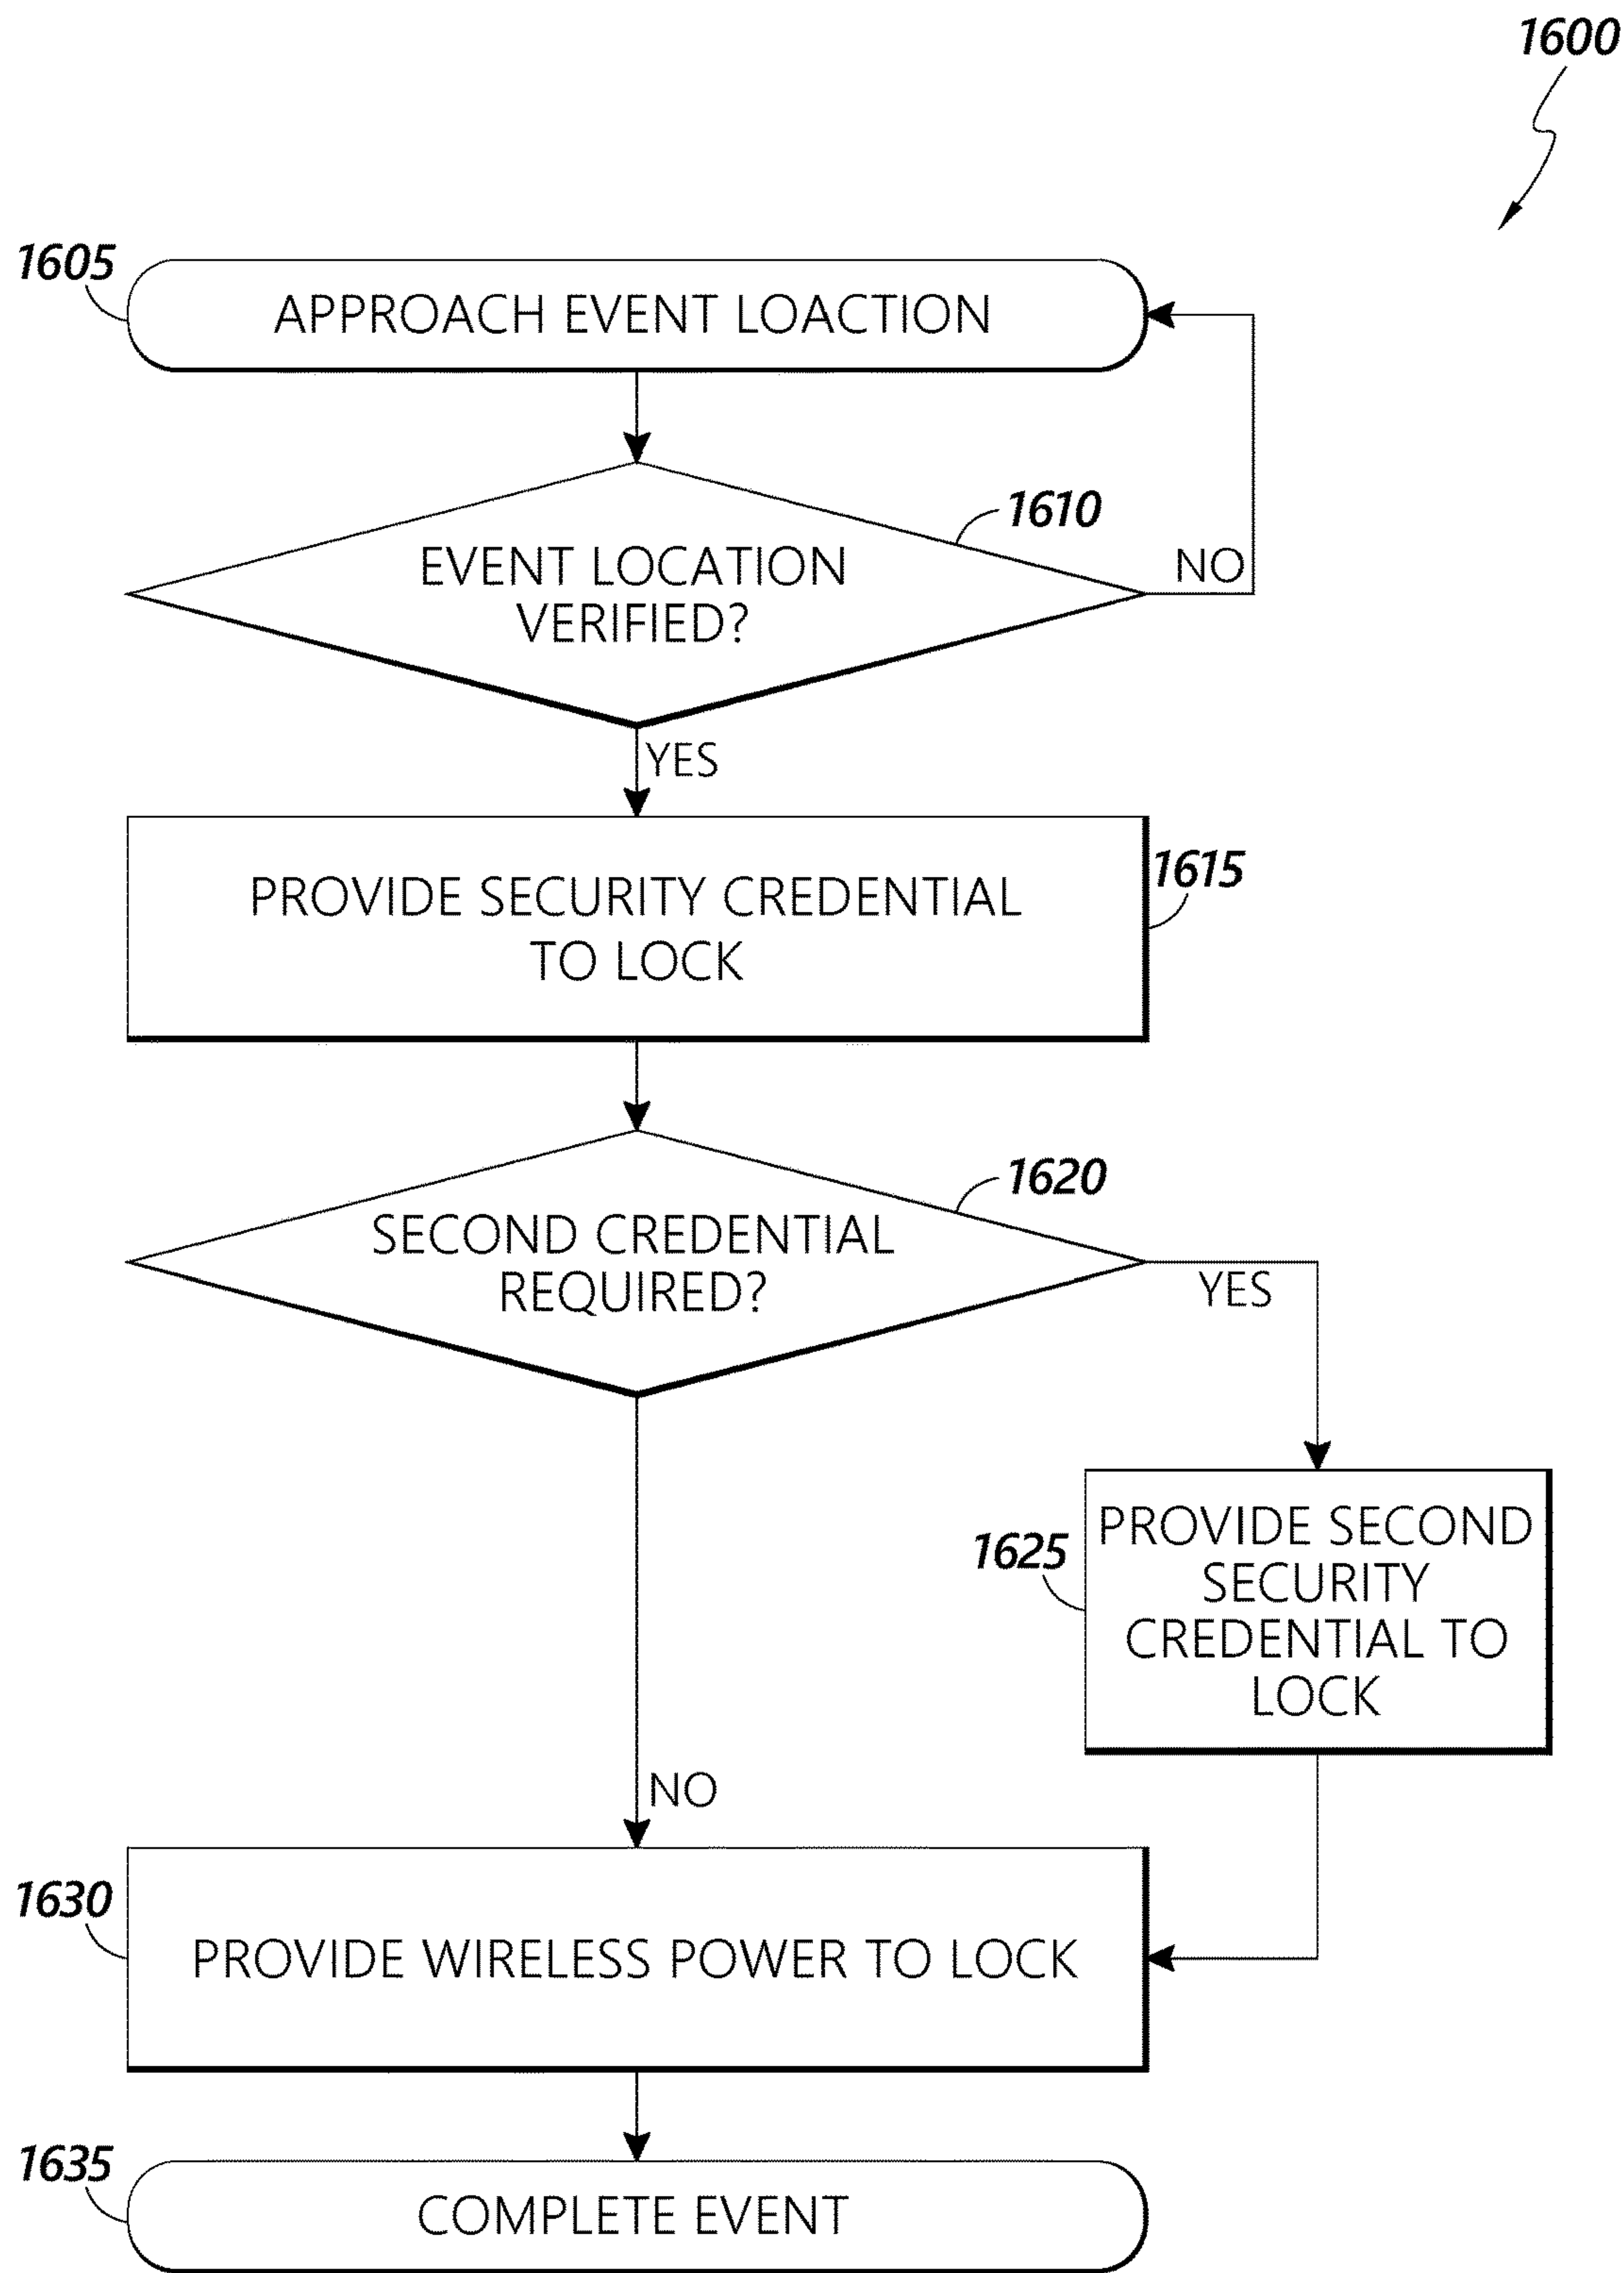 1600
1605
APPROACH EVENT LOACTION
1610
EVENT LOCATION
VERIFIED?
NO
YES
1615
PROVIDE SECURITY CREDENTIAL
TO LOCK
1620
SECOND CREDENTIAL
REQUIRED?
YES
1625
PROVIDE SECOND
SECURITY
CREDENTIAL TO
LOCK
NO
1630
PROVIDE WIRELESS POWER TO LOCK
1635
COMPLETE EVENT